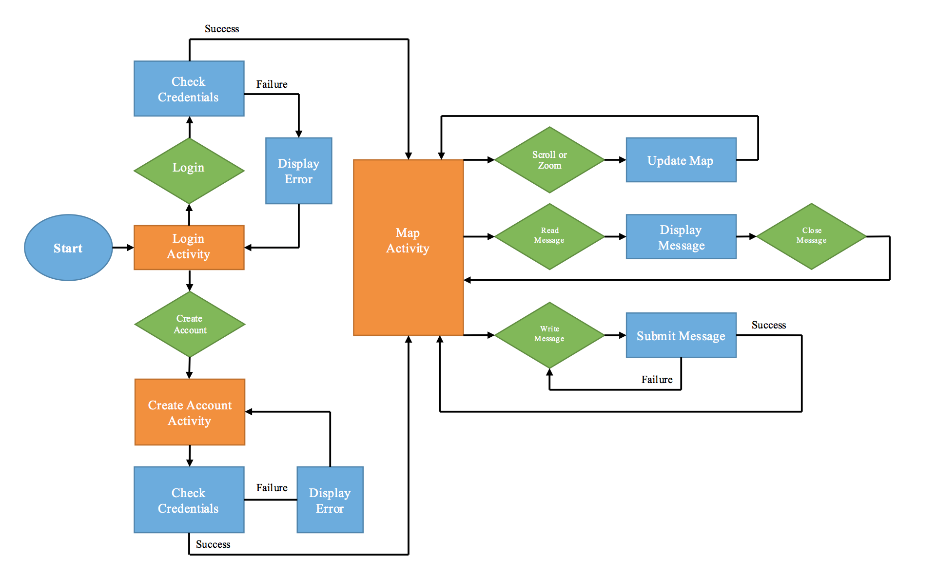 Success
Check
Credentials
Failure
Login
Display
Error
Start
Login
Activity
Create
Account
Create Account
Activity
Check
Credentials
Failure
Display
Error
Success
Map
Activity
Scroll or
Zoom
Update Map
Read
Message
Display
Message
Close
Message
Write
Message
Submit Message
Success
Failure